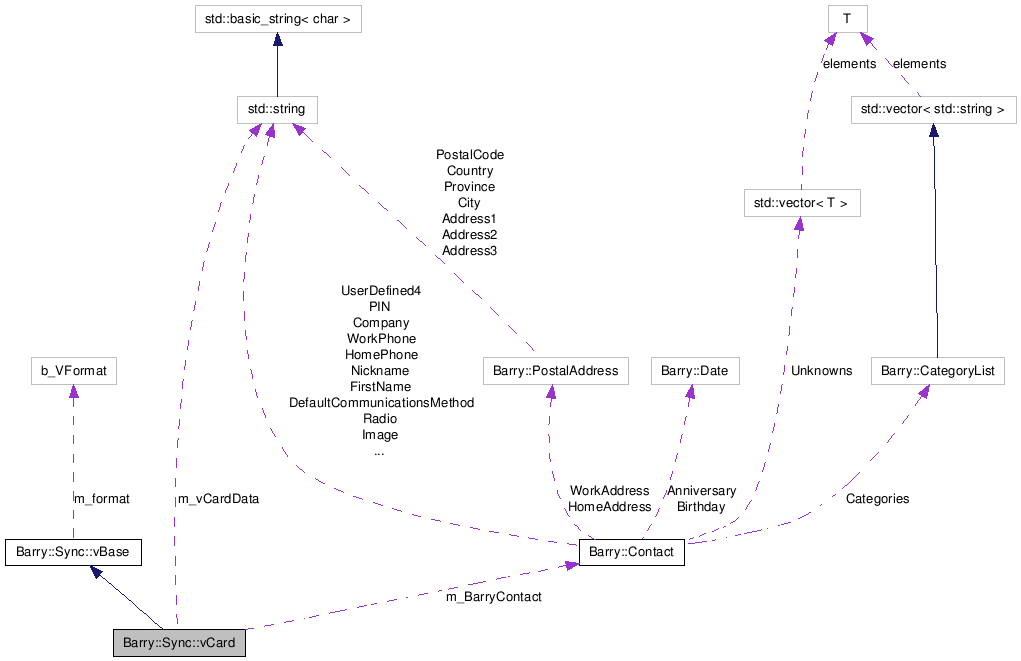 std::basic_string< char >
T
elements
elements
std::string
std::vector< std::string >
PostalCode
Country
Province
City
Address1
Address2
Address3
std::vector< T >
UserDefined4
PIN
Company
WorkPhone
HomePhone
Nickname
FirstName
DefaultCommunicationsMethod
Radio
Image
...
b_VFormat
Barry::PostalAddress
Barry::Date
Unknowns
Barry::CategoryList
m_format
m_vCardData
WorkAddress
HomeAddress
Anniversary
Birthday
Categories
Barry::Sync::vBase
Barry::Contact
m_BarryContact
Barry::Sync::vCard